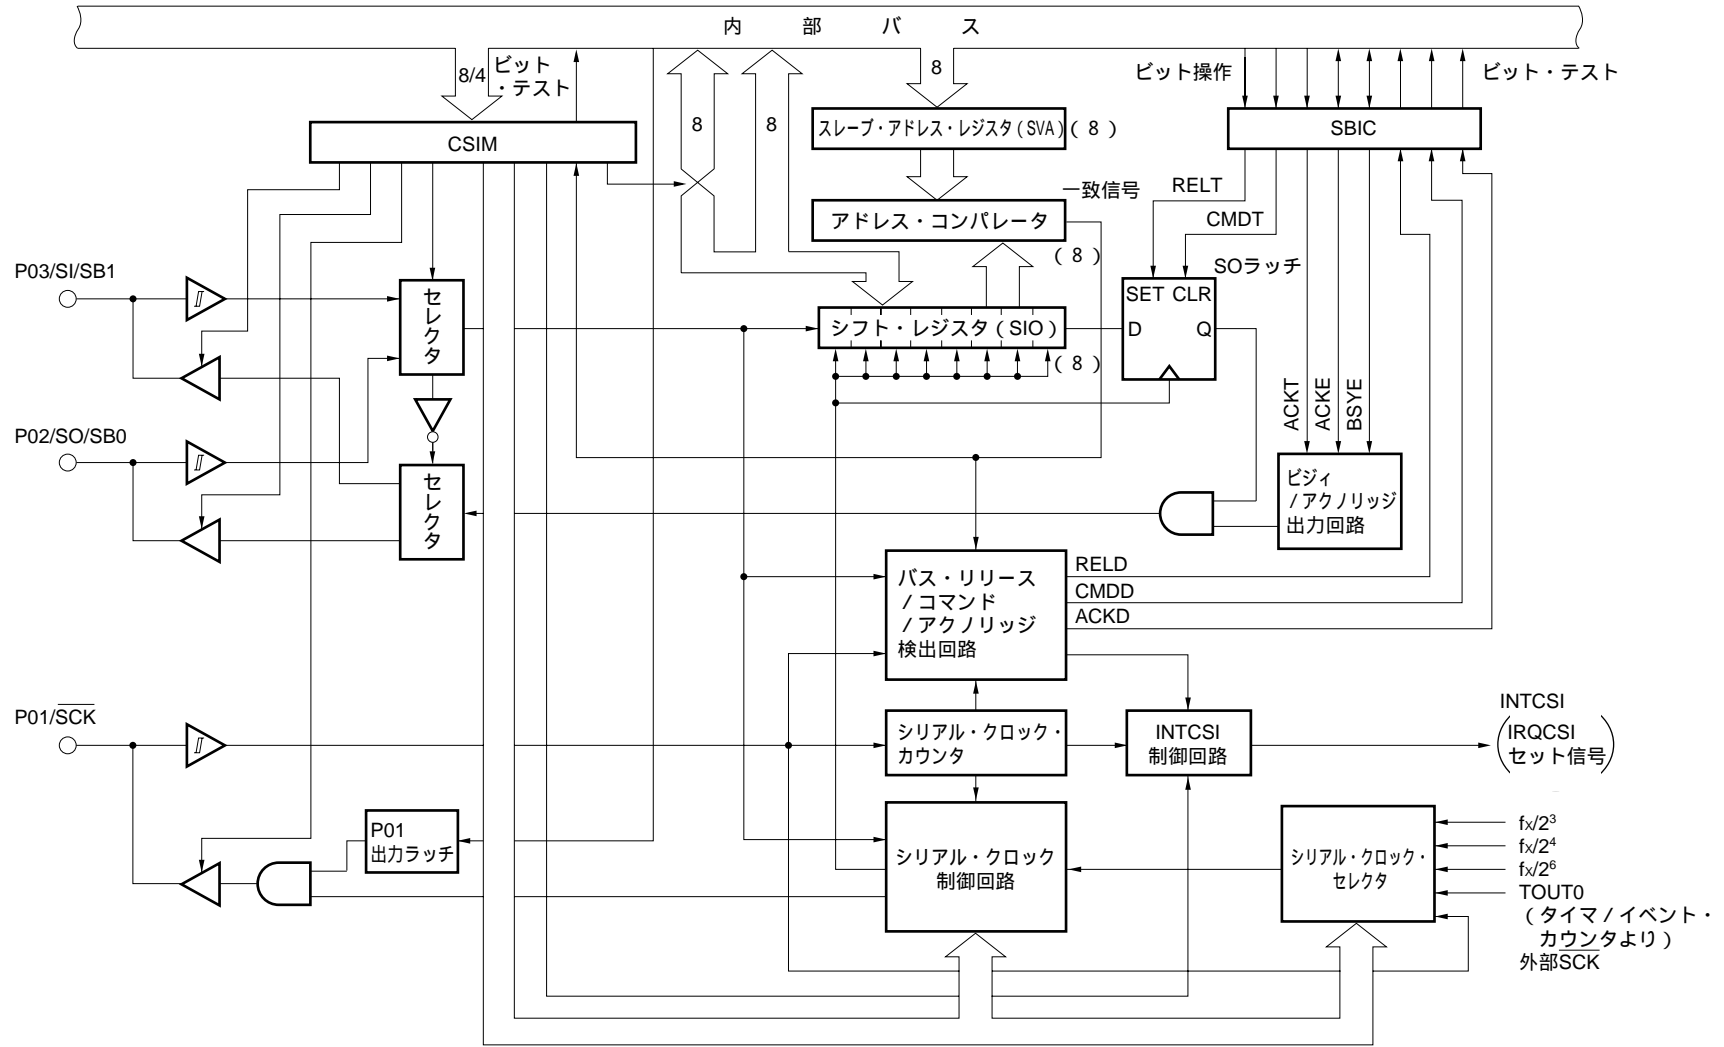 内部バス
8/4
ビット
・テスト
8
8
8
ビット操作
ビット・テスト
CSIM
スレーブ・アドレス・レジスタ(SVA)(8)
SBIC
一致信号
RELT
アドレス・コンパレータ
(8)
CMDT
SOラッチ
P03/SI/SB1
セレクタ
SET CLR
D Q
シフト・レジスタ(SIO)
(8)
ACKT
ACKE
BSYE
P02/SO/SB0
セレクタ
ビジィ
/アクノリッジ
出力回路
バス・リリース
/コマンド
/アクノリッジ
検出回路
RELD
CMDD
ACKD
P01/S̅C̅K̅
シリアル・クロック・
カウンタ
INTCSI
制御回路
INTCSI
(IRQCSI
セット信号)
P01
出力ラッチ
シリアル・クロック
制御回路
シリアル・クロック・
セレクタ
fx/2³
fx/2⁴
fx/2⁶
TOUT0
(タイマ/イベント・
カウンタより)
外部S̅C̅K̅